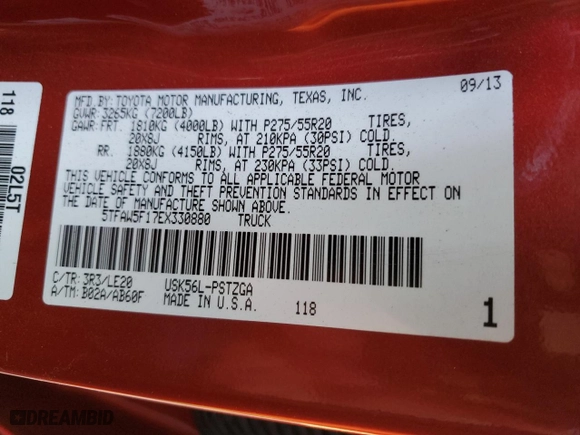 MFD.BY:TOYOTA MOTOR MANUFACTURING, TEXAS, INC. 09/13
GVWR: 3265KG (7200LB)
GAWR:FRT. 1810KG (4000LB) WITH P275/55R20 TIRES,
20X8J RIMS, AT 210KPA (30PSI) COLD.
RR. 1880KG (4150LB) WITH P275/55R20 TIRES,
20X8J RIMS, AT 230KPA (33PSI) COLD.
THIS VEHICLE CONFORMS TO ALL APPLICABLE FEDERAL MOTOR
VEHICLE SAFETY AND THEFT PREVENTION STANDARDS IN EFFECT ON
THE DATE OF MANUFACTURE SHOWN ABOVE.
5TFAW5F17EX330880 TRUCK
C/TR: 3R3/LE20 USK56L-PSTZGA
A/TM: B02A/AB60F MADE IN U.S.A. 118 1
118 02L5T
DREAMBID